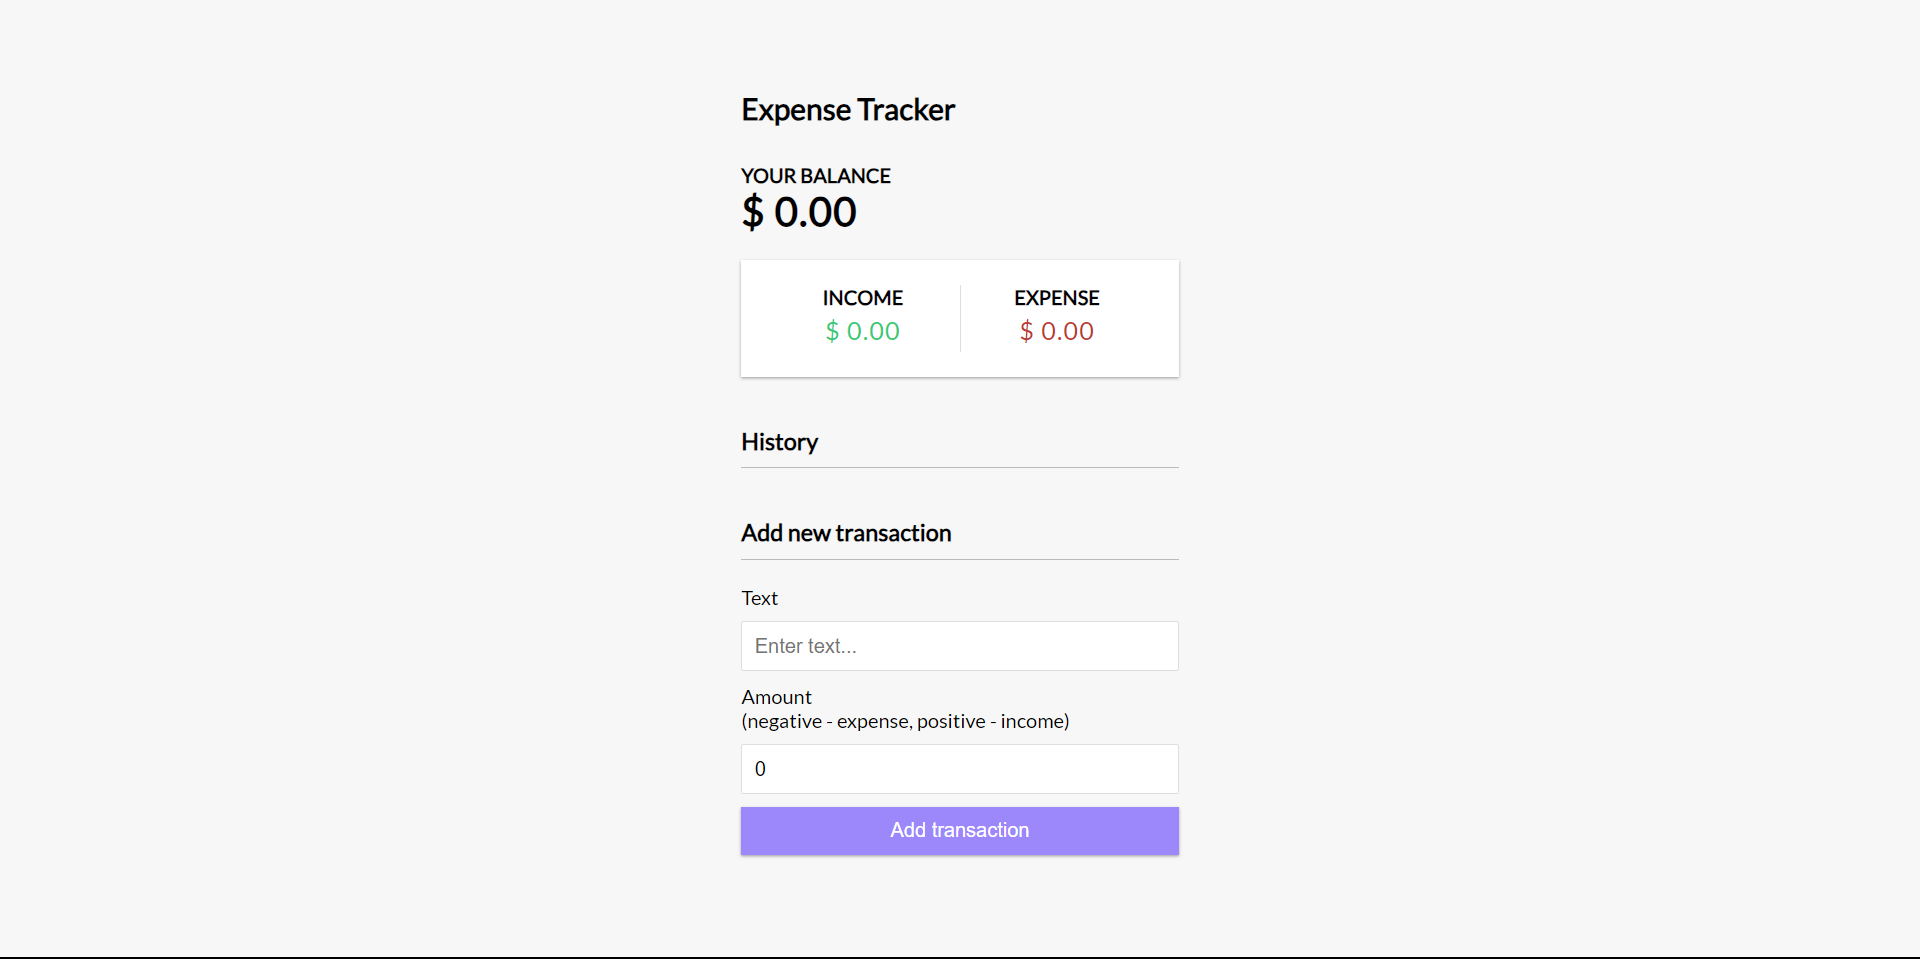 Expense Tracker
YOUR BALANCE
$ 0.00
INCOME
$ 0.00
EXPENSE
$ 0.00
History
Add new transaction
Text
Enter text...
Amount
(negative - expense, positive - income)
0
Add transaction